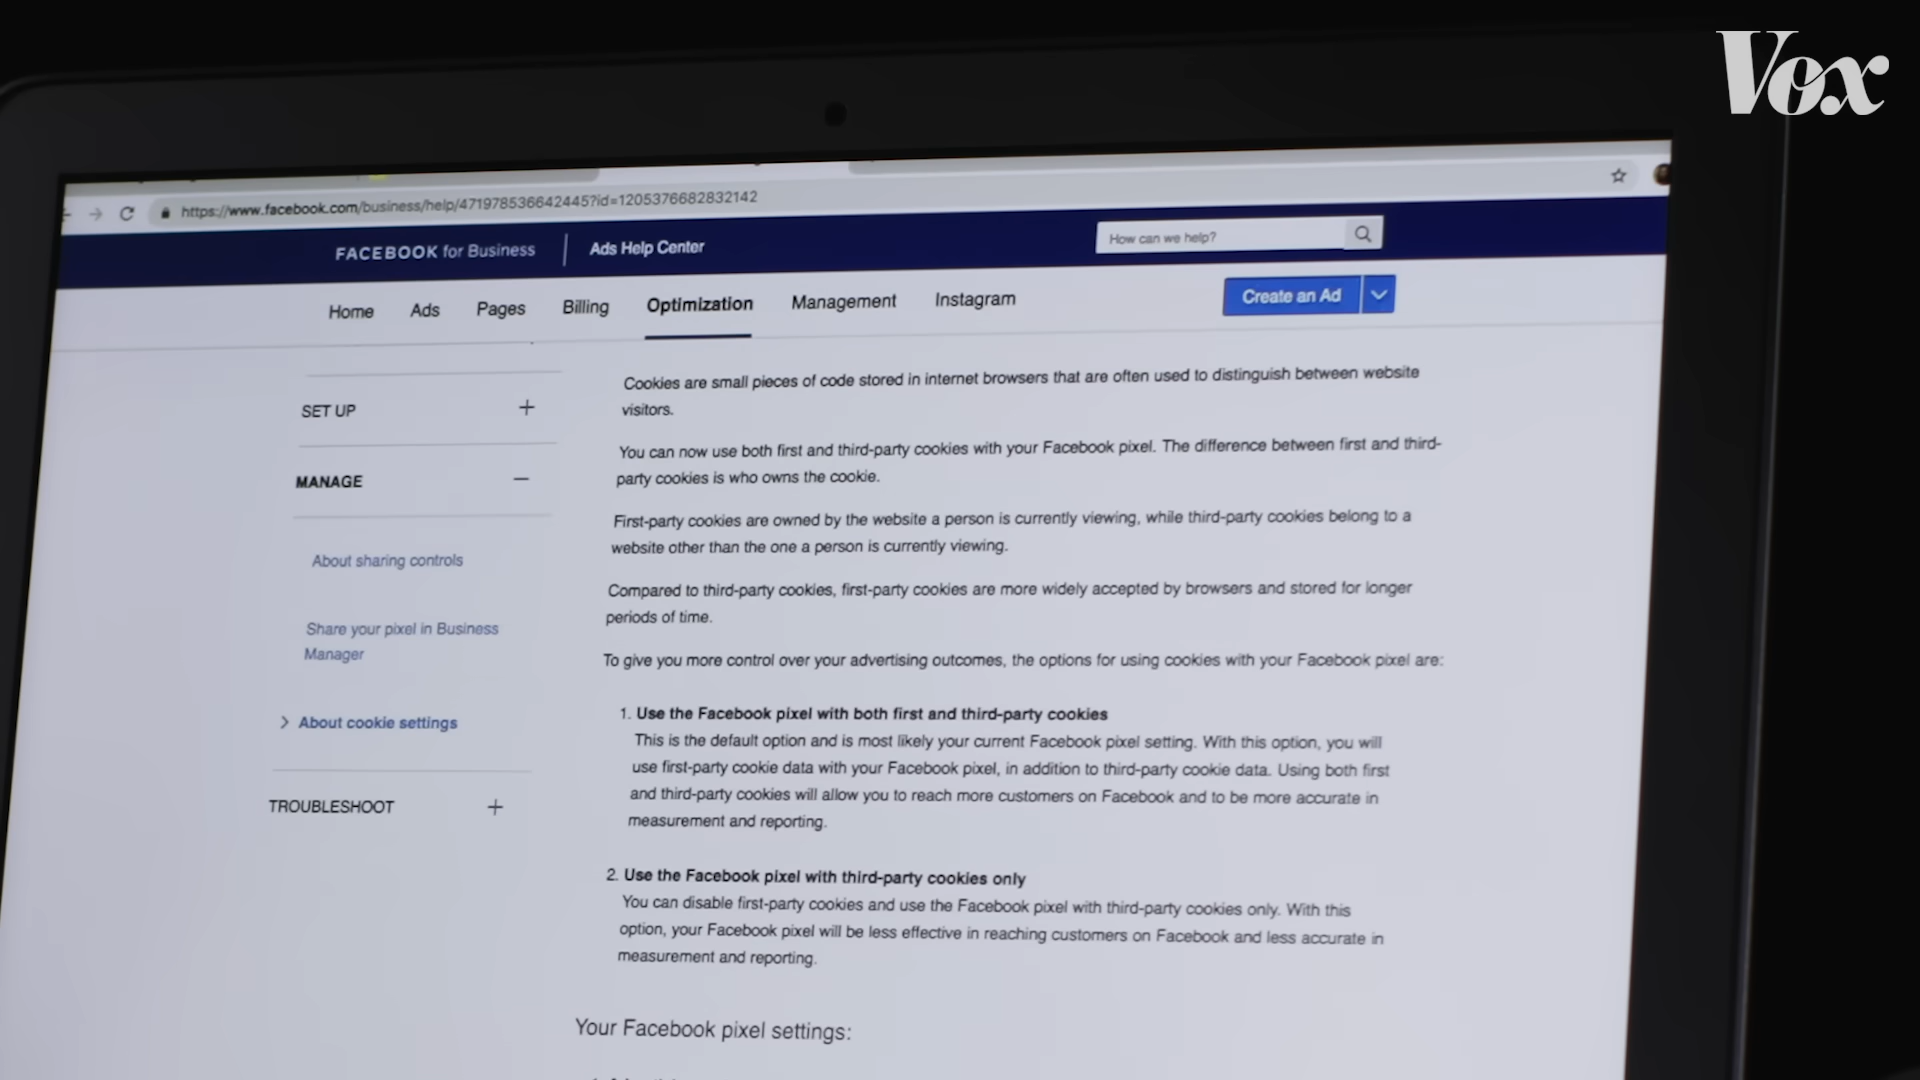 Vox
https://www.facebook.com/business/help/471978536642445?id=1205376682832142
FACEBOOK for Business
Ads Help Center
How can we help?
Home
Ads
Pages
Billing
Optimization
Management
Instagram
Create an Ad
SET UP
MANAGE
About sharing controls
Share your pixel in Business
Manager
About cookie settings
TROUBLESHOOT
Cookies are small pieces of code stored in internet browsers that are often used to distinguish between website
visitors.
You can now use both first and third-party cookies with your Facebook pixel. The difference between first and third-
party cookies is who owns the cookie.
First-party cookies are owned by the website a person is currently viewing, while third-party cookies belong to a
website other than the one a person is currently viewing.
Compared to third-party cookies, first-party cookies are more widely accepted by browsers and stored for longer
periods of time.
To give you more control over your advertising outcomes, the options for using cookies with your Facebook pixel are:
1. Use the Facebook pixel with both first and third-party cookies
This is the default option and is most likely your current Facebook pixel setting. With this option, you will
use first-party cookie data with your Facebook pixel, in addition to third-party cookie data. Using both first
and third-party cookies will allow you to reach more customers on Facebook and to be more accurate in
measurement and reporting.
2. Use the Facebook pixel with third-party cookies only
You can disable first-party cookies and use the Facebook pixel with third-party cookies only. With this
option, your Facebook pixel will be less effective in reaching customers on Facebook and less accurate in
measurement and reporting.
Your Facebook pixel settings: